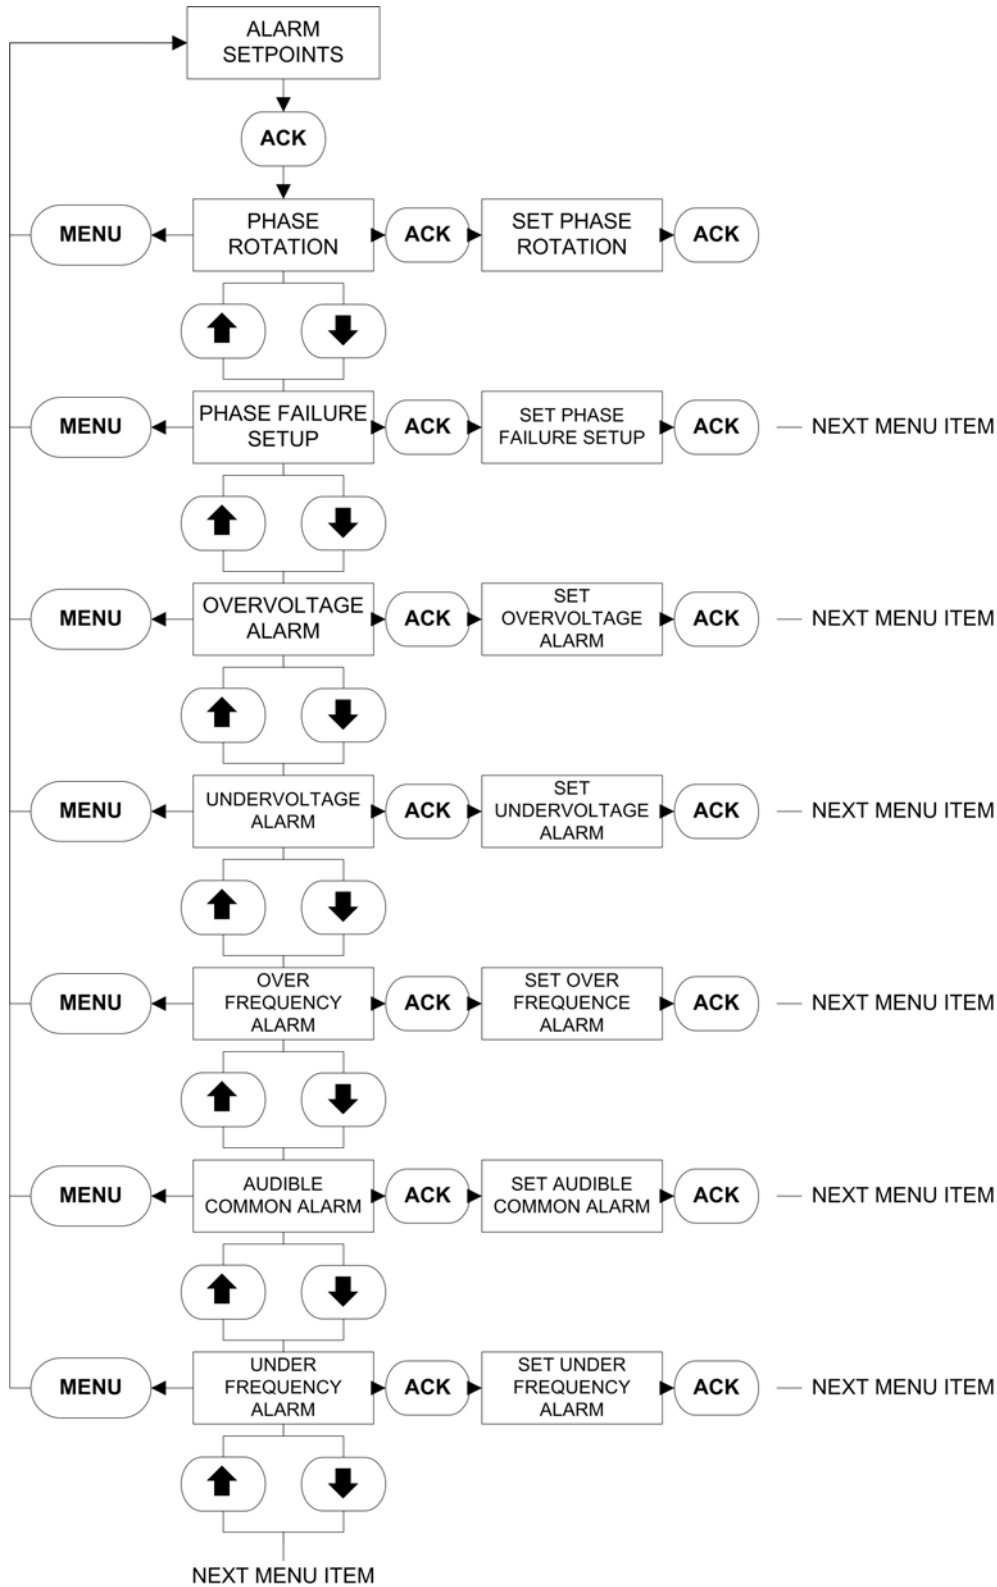 ALARM
SETPOINTS
ACK
MENU
PHASE
ROTATION
ACK
SET PHASE
ROTATION
ACK
MENU
PHASE FAILURE
SETUP
ACK
SET PHASE
FAILURE SETUP
ACK
NEXT MENU ITEM
MENU
OVERVOLTAGE
ALARM
ACK
SET
OVERVOLTAGE
ALARM
ACK
NEXT MENU ITEM
MENU
UNDERVOLTAGE
ALARM
ACK
SET
UNDERVOLTAGE
ALARM
ACK
NEXT MENU ITEM
MENU
OVER
FREQUENCY
ALARM
ACK
SET OVER
FREQUENCE
ALARM
ACK
NEXT MENU ITEM
MENU
AUDIBLE
COMMON ALARM
ACK
SET AUDIBLE
COMMON ALARM
ACK
NEXT MENU ITEM
MENU
UNDER
FREQUENCY
ALARM
ACK
SET UNDER
FREQUENCY
ALARM
ACK
NEXT MENU ITEM
NEXT MENU ITEM